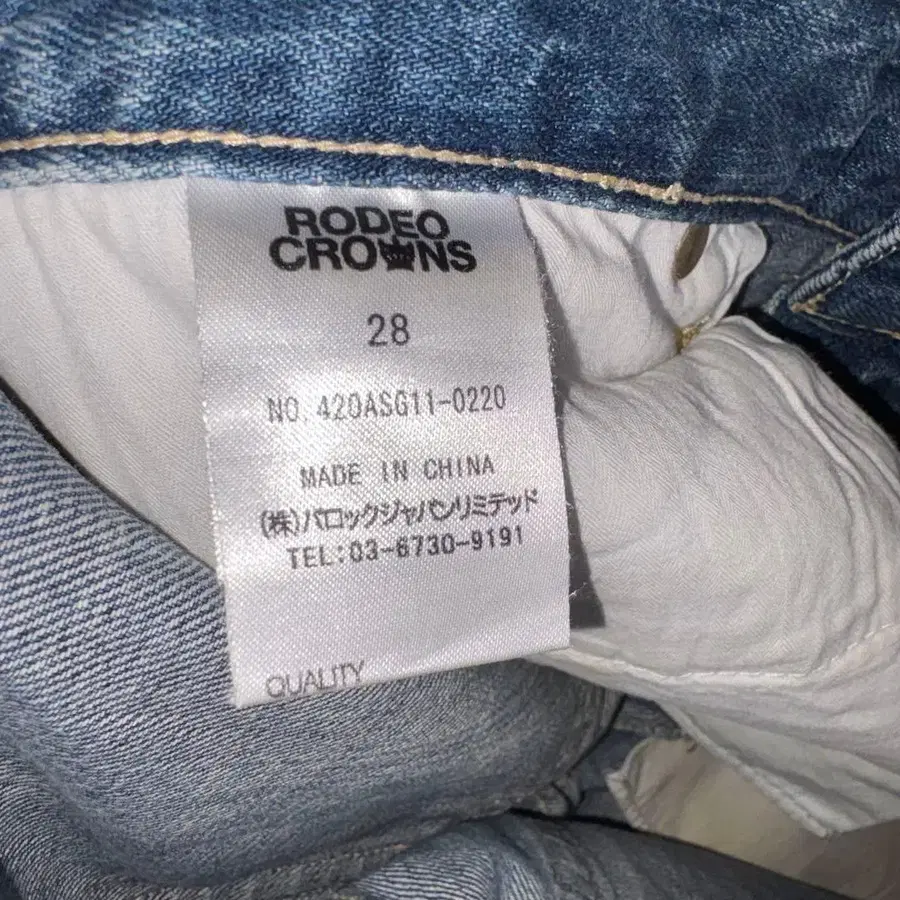 RODEO
CROWNS
28
NO. 420ASG11-0220
MADE IN CHINA
(株)バロックジャパンリミテッド
TEL:03-6730-9191
QUALITY